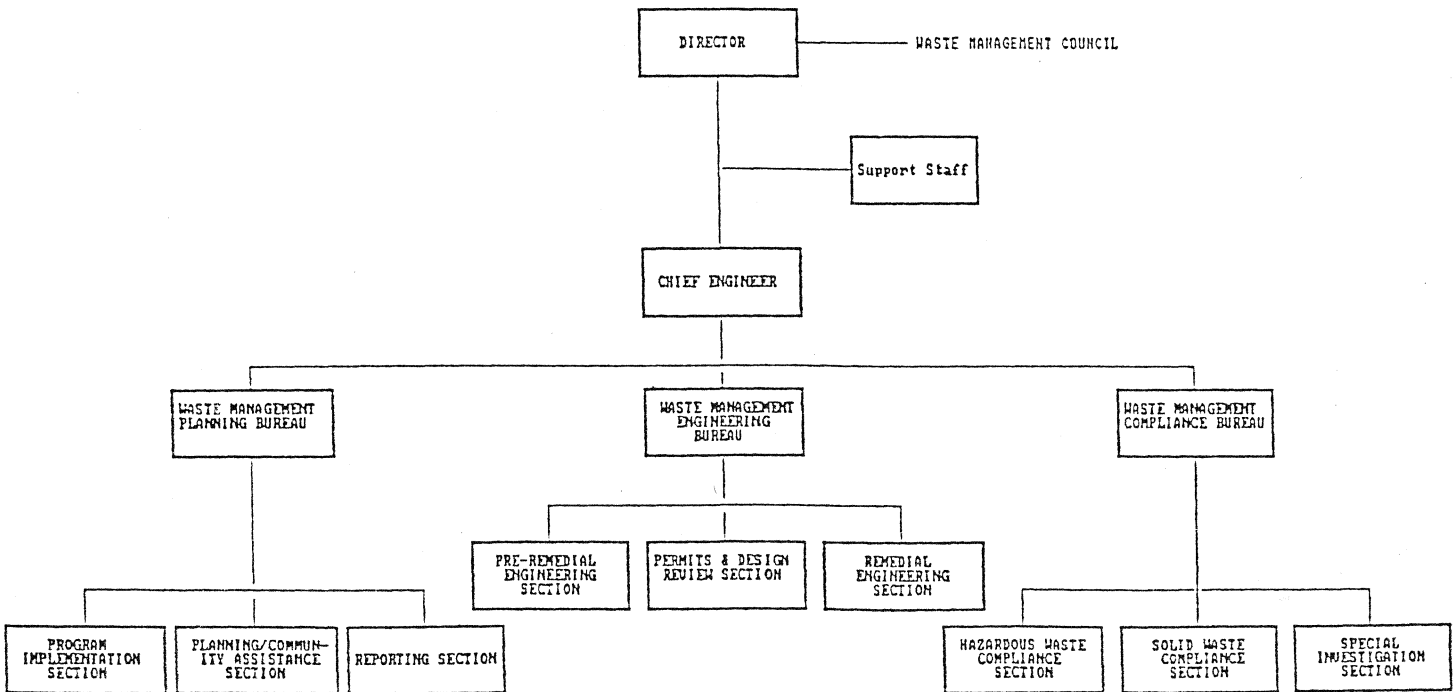 DIRECTOR
WASTE MANAGEMENT COUNCIL
Support Staff
CHIEF ENGINEER
WASTE MANAGEMENT
PLANNING BUREAU
WASTE MANAGEMENT
ENGINEERING
BUREAU
WASTE MANAGEMENT
COMPLIANCE BUREAU
PRE-REMEDIAL
ENGINEERING
SECTION
PERMITS & DESIGN
REVIEW SECTION
REMEDIAL
ENGINEERING
SECTION
PROGRAM
IMPLEMENTATION
SECTION
PLANNING/COMMUN-
ITY ASSISTANCE
SECTION
REPORTING SECTION
HAZARDOUS WASTE
COMPLIANCE
SECTION
SOLID WASTE
COMPLIANCE
SECTION
SPECIAL
INVESTIGATION
SECTION